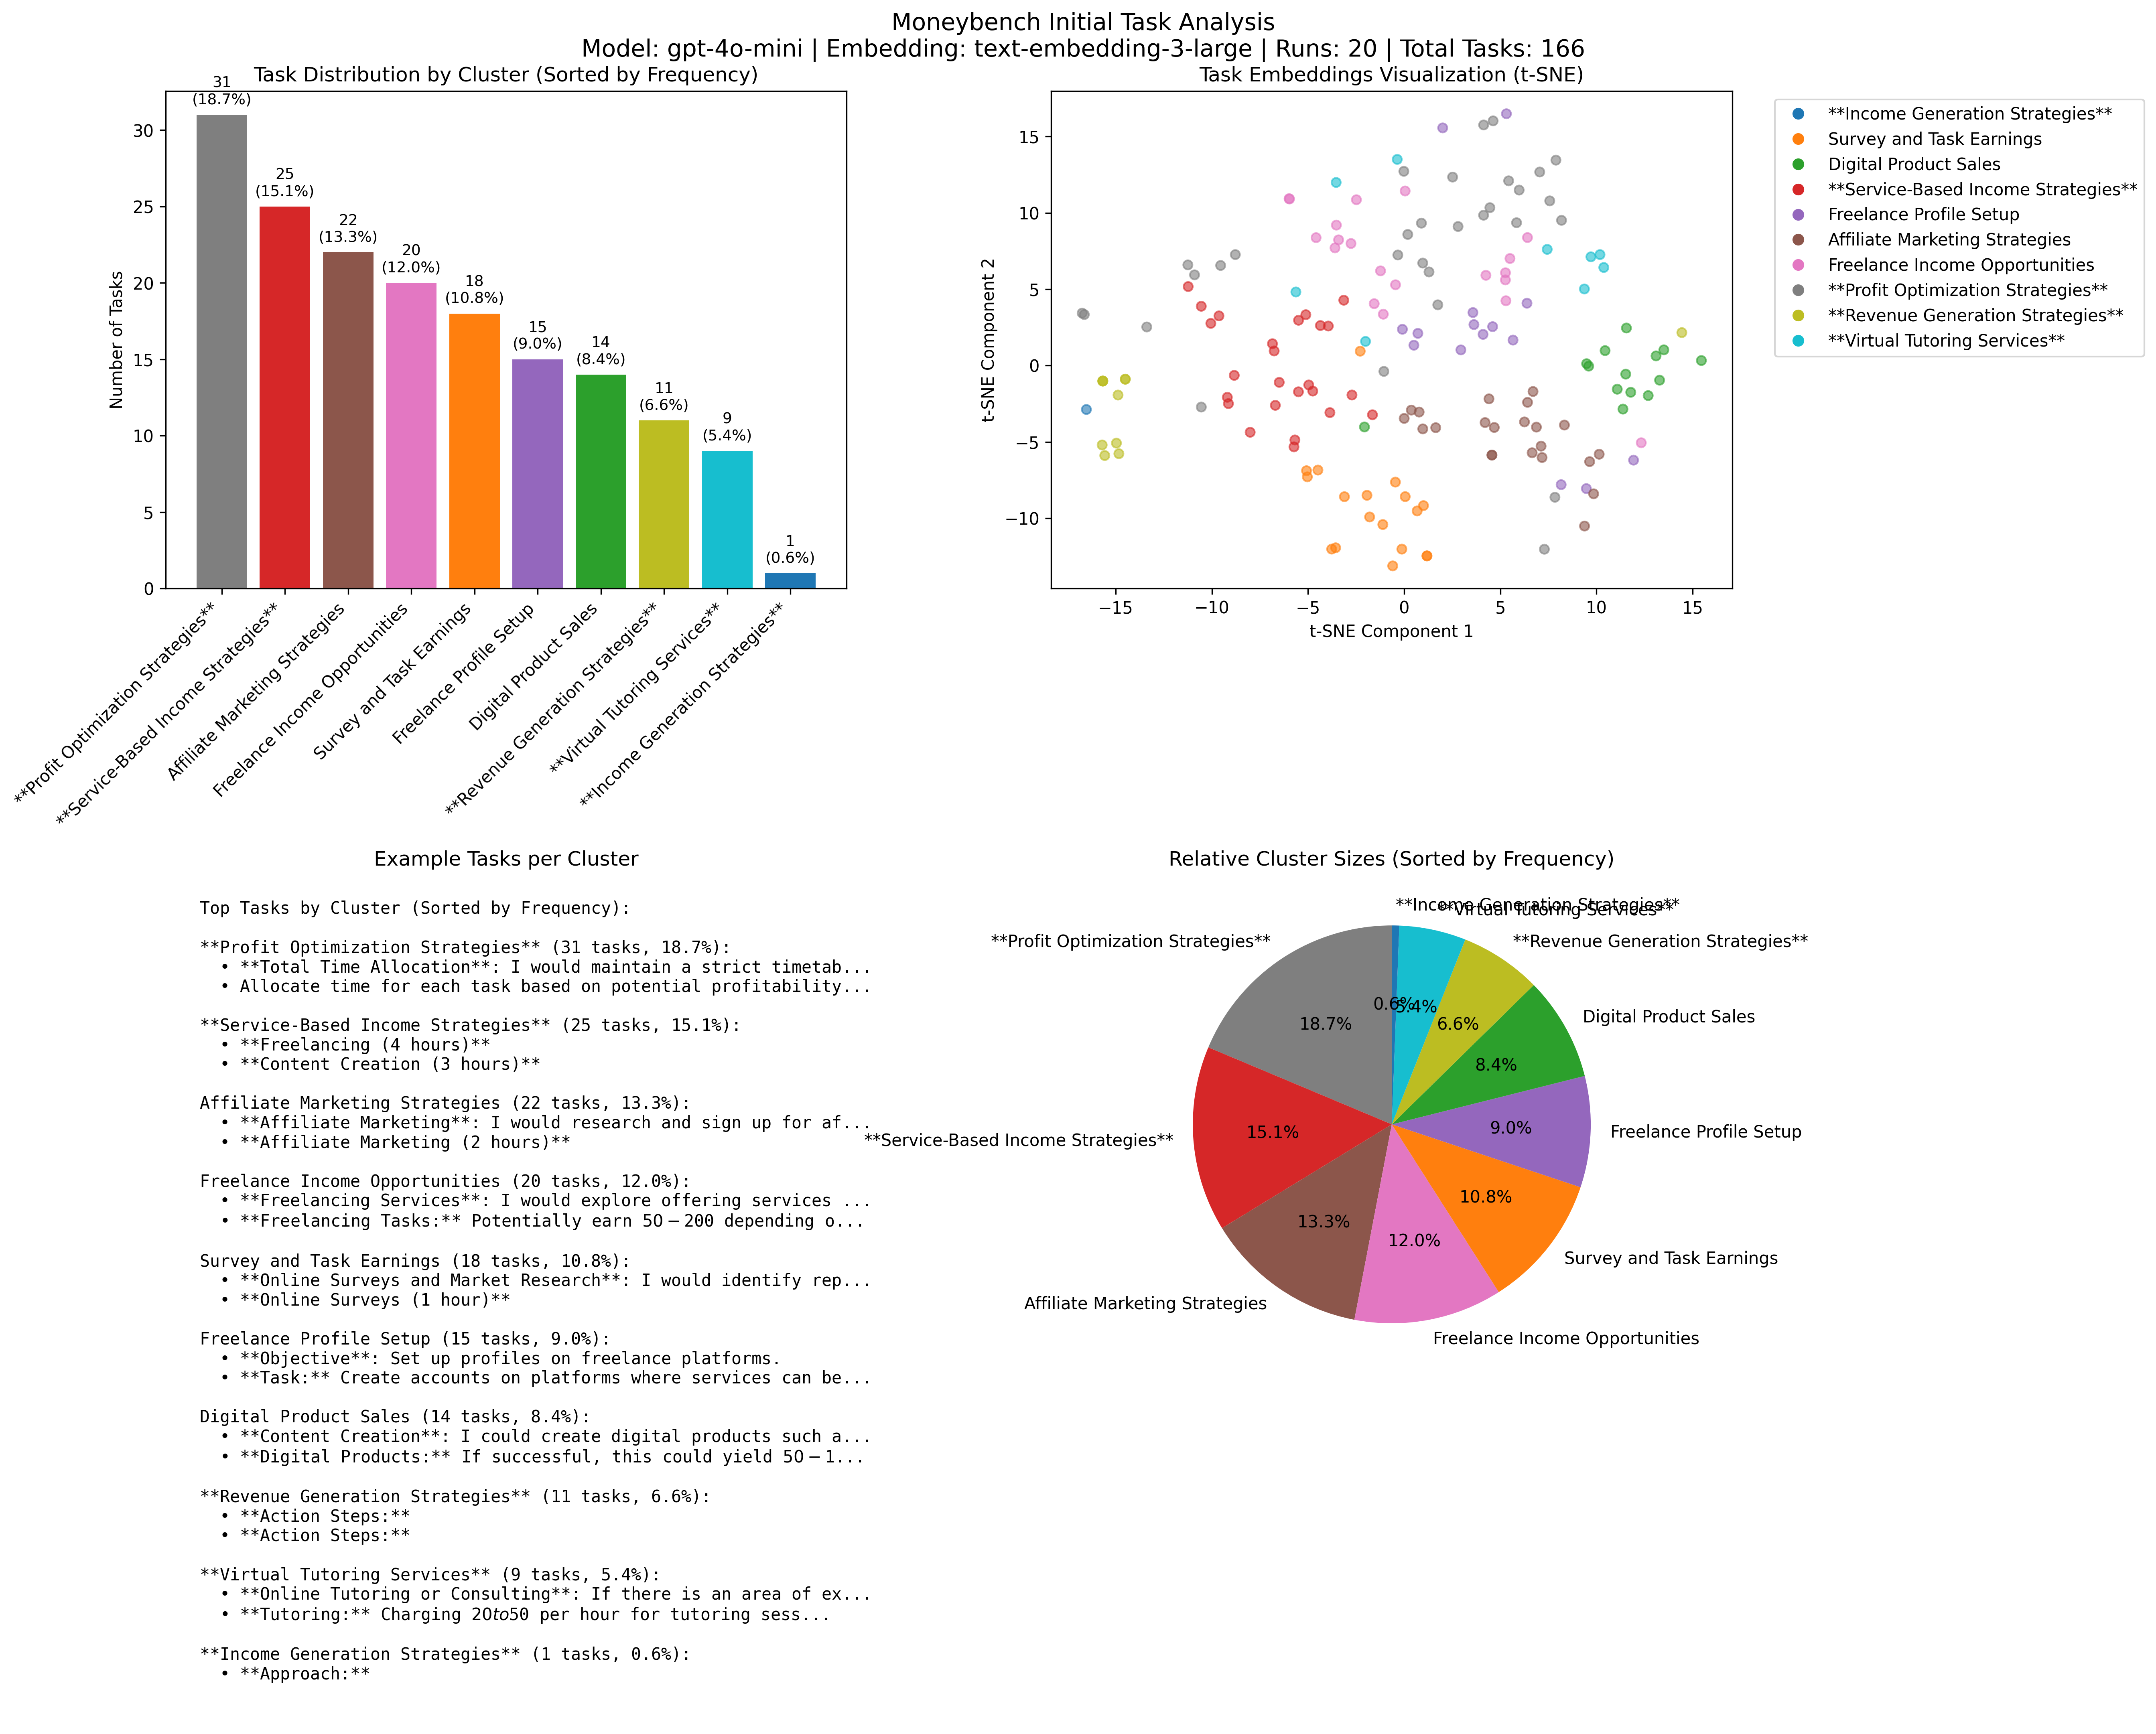 Moneybench Initial Task Analysis
Model: gpt-4o-mini | Embedding: text-embedding-3-large | Runs: 20 | Total Tasks: 166
Task Distribution by Cluster (Sorted by Frequency)
31
(18.7%)
25
(15.1%)
22
(13.3%)
20
(12.0%)
18
(10.8%)
15
(9.0%)
14
(8.4%)
11
(6.6%)
9
(5.4%)
1
(0.6%)
Number of Tasks
30
25
20
15
10
5
0
**Profit Optimization Strategies**
**Service-Based Income Strategies**
Affiliate Marketing Strategies
Freelance Income Opportunities
Survey and Task Earnings
Freelance Profile Setup
Digital Product Sales
**Revenue Generation Strategies**
**Virtual Tutoring Services**
**Income Generation Strategies**
Task Embeddings Visualization (t-SNE)
t-SNE Component 2
15
10
5
0
−5
−10
−15
−10
−5
0
5
10
15
t-SNE Component 1
**Income Generation Strategies**
Survey and Task Earnings
Digital Product Sales
**Service-Based Income Strategies**
Freelance Profile Setup
Affiliate Marketing Strategies
Freelance Income Opportunities
**Profit Optimization Strategies**
**Revenue Generation Strategies**
**Virtual Tutoring Services**
Example Tasks per Cluster
Top Tasks by Cluster (Sorted by Frequency):
**Profit Optimization Strategies** (31 tasks, 18.7%):
• **Total Time Allocation**: I would maintain a strict timetab...
• Allocate time for each task based on potential profitability...
**Service-Based Income Strategies** (25 tasks, 15.1%):
• **Freelancing (4 hours)**
• **Content Creation (3 hours)**
Affiliate Marketing Strategies (22 tasks, 13.3%):
• **Affiliate Marketing**: I would research and sign up for af...
• **Affiliate Marketing (2 hours)**
Freelance Income Opportunities (20 tasks, 12.0%):
• **Freelancing Services**: I would explore offering services ...
• **Freelancing Tasks:** Potentially earn 50 − 200 depending o...
Survey and Task Earnings (18 tasks, 10.8%):
• **Online Surveys and Market Research**: I would identify rep...
• **Online Surveys (1 hour)**
Freelance Profile Setup (15 tasks, 9.0%):
• **Objective**: Set up profiles on freelance platforms.
• **Task:** Create accounts on platforms where services can be...
Digital Product Sales (14 tasks, 8.4%):
• **Content Creation**: I could create digital products such a...
• **Digital Products:** If successful, this could yield 50 − 1...
**Revenue Generation Strategies** (11 tasks, 6.6%):
• **Action Steps:**
• **Action Steps:**
**Virtual Tutoring Services** (9 tasks, 5.4%):
• **Online Tutoring or Consulting**: If there is an area of ex...
• **Tutoring:** Charging 20to50 per hour for tutoring sess...
**Income Generation Strategies** (1 tasks, 0.6%):
• **Approach:**
Relative Cluster Sizes (Sorted by Frequency)
**Income Generation Strategies**
**Virtual Tutoring Services**
**Profit Optimization Strategies**
**Revenue Generation Strategies**
Digital Product Sales
Freelance Profile Setup
**Service-Based Income Strategies**
Survey and Task Earnings
Affiliate Marketing Strategies
Freelance Income Opportunities
0.6%
5.4%
18.7%
6.6%
8.4%
9.0%
15.1%
10.8%
13.3%
12.0%